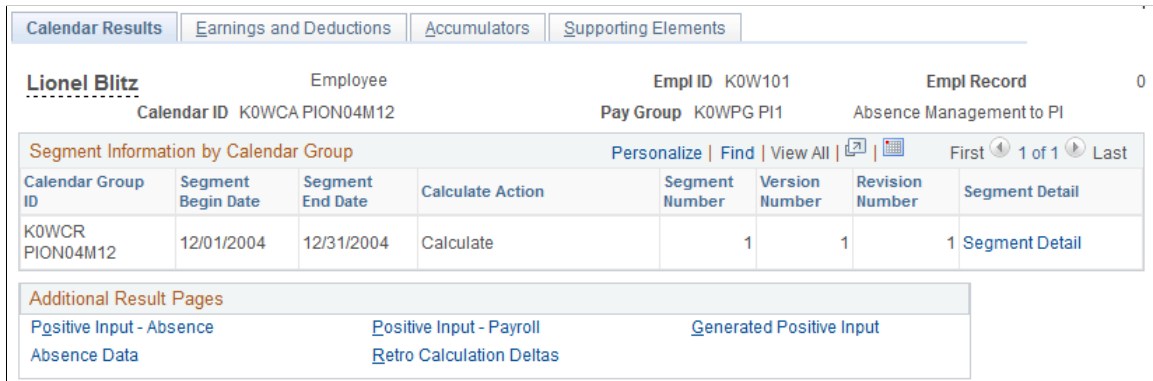 Calendar Results Earnings and Deductions Accumulators Supporting Elements
Lionel Blitz Employee Empl ID K0W101 Empl Record 0
Calendar ID K0WCA PION04M12 Pay Group K0WPG PI1 Absence Management to PI
Segment Information by Calendar Group Personalize | Find | View All | | First 1 of 1 Last
Calendar Group ID Segment Begin Date Segment End Date Calculate Action Segment Number Version Number Revision Number Segment Detail
K0WCR PION04M12 12/01/2004 12/31/2004 Calculate 1 1 1 Segment Detail
Additional Result Pages
Positive Input - Absence Positive Input - Payroll Generated Positive Input
Absence Data Retro Calculation Deltas